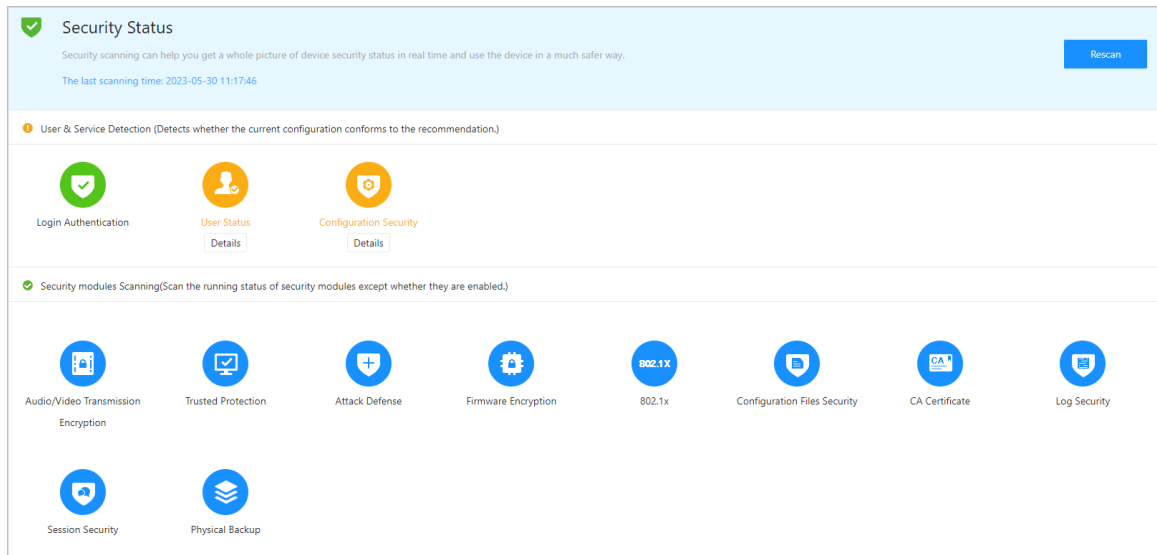 Security Status
Security scanning can help you get a whole picture of device security status in real time and use the device in a much safer way.
Rescan
The last scanning time: 2023-05-30 11:17:46
User & Service Detection (Detects whether the current configuration conforms to the recommendation.)
Login Authentication
User Status
Configuration Security
Details
Details
Security modules Scanning(Scan the running status of security modules except whether they are enabled.)
802.1X
CA
Audio/Video Transmission
Encryption
Trusted Protection
Attack Defense
Firmware Encryption
802.1x
Configuration Files Security
CA Certificate
Log Security
Session Security
Physical Backup